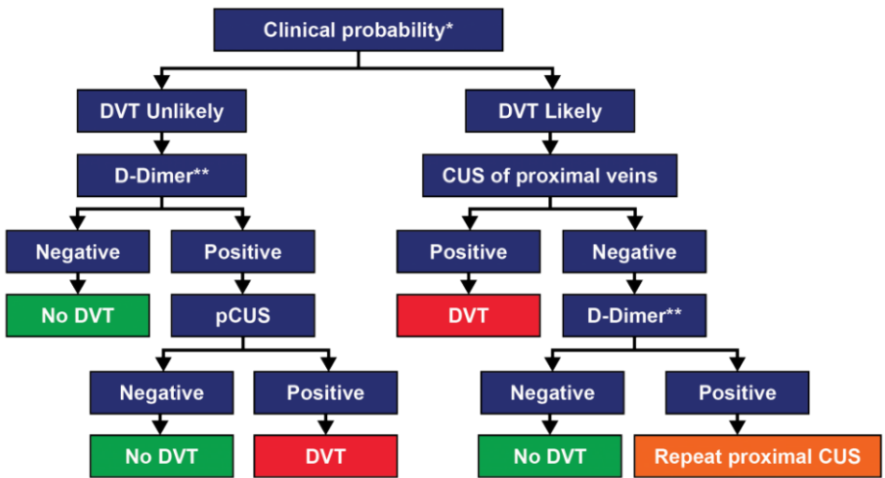 Clinical probability*
DVT Unlikely
DVT Likely
D-Dimer**
CUS of proximal veins
Negative
Positive
Positive
Negative
No DVT
pCUS
DVT
D-Dimer**
Negative
Positive
Negative
Positive
No DVT
DVT
No DVT
Repeat proximal CUS